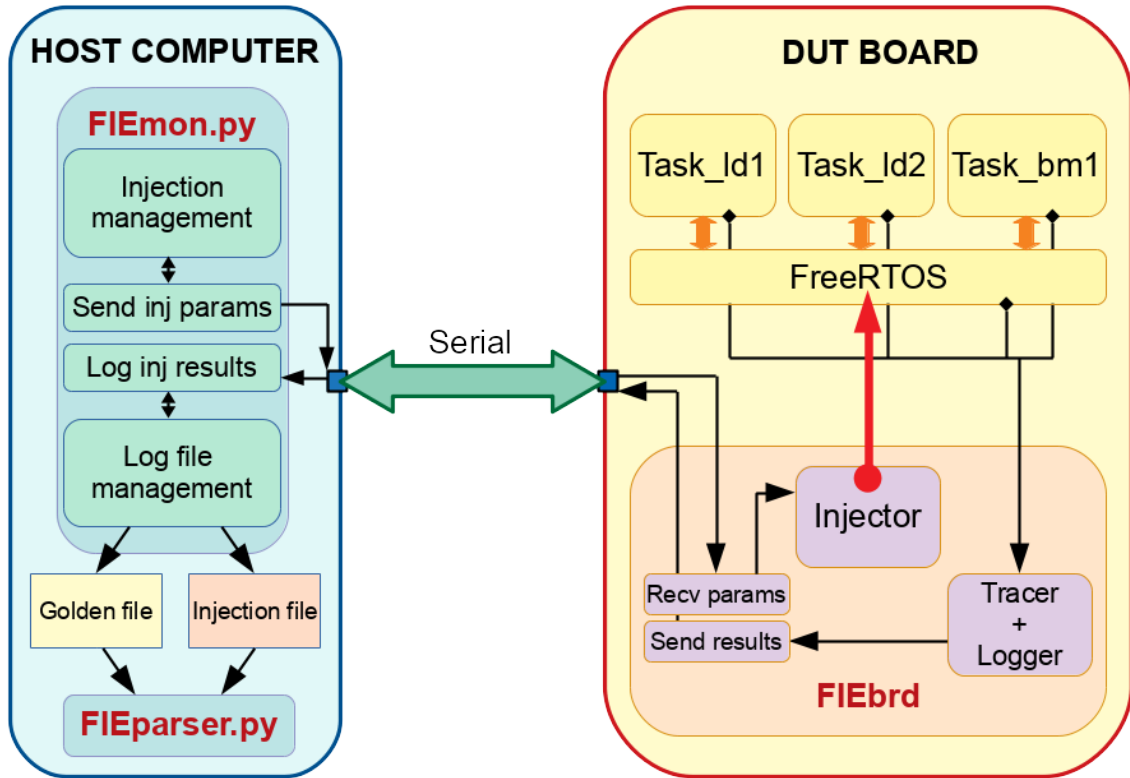 HOST COMPUTER
FIEmon.py
Injection
management
Send inj params
Log inj results
Log file
management
Golden file
Injection file
FIEparser.py
Serial
DUT BOARD
Task_ld1
Task_ld2
Task_bm1
FreeRTOS
Injector
Recv params
Send results
Tracer
+
Logger
FIEbrd